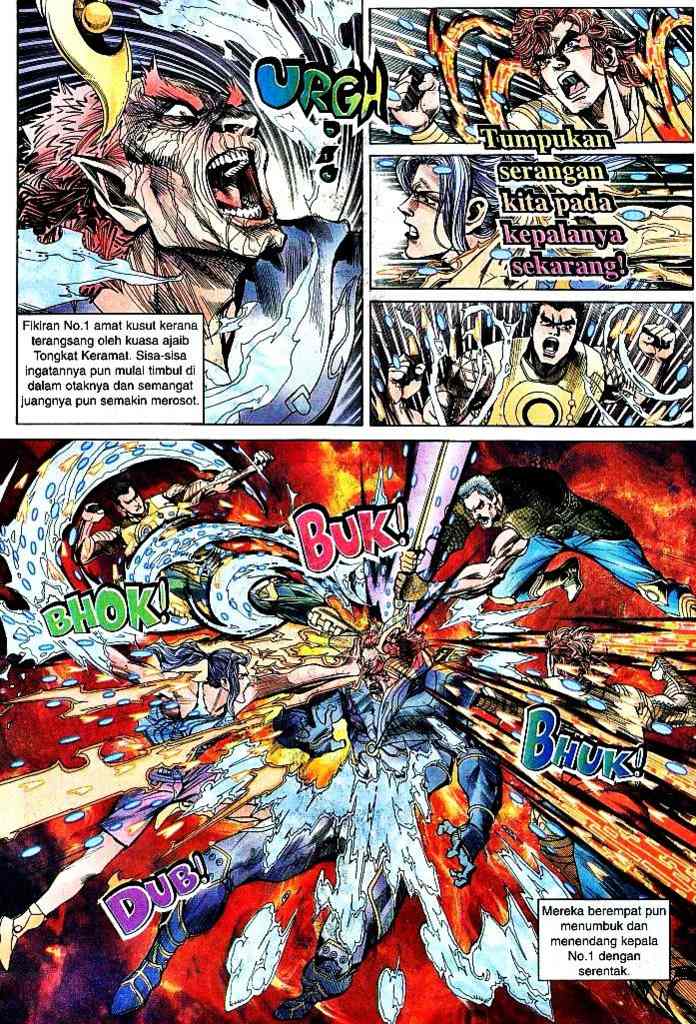 URGH
Tumpukan
serangan
kita pada
kepalanya
sekarang!
Fikiran No.1 amat kusut kerana
terangsang oleh kuasa ajaib
Tongkat Keramat. Sisa-sisa
ingatannya pun mulai timbul di
dalam otaknya dan semangat
juangnya pun semakin merosot.
BUK!
BHOK!
BHUK!
DUB!
Mereka berempat pun
menumbuk dan
menendang kepala
No.1 dengan
serentak.